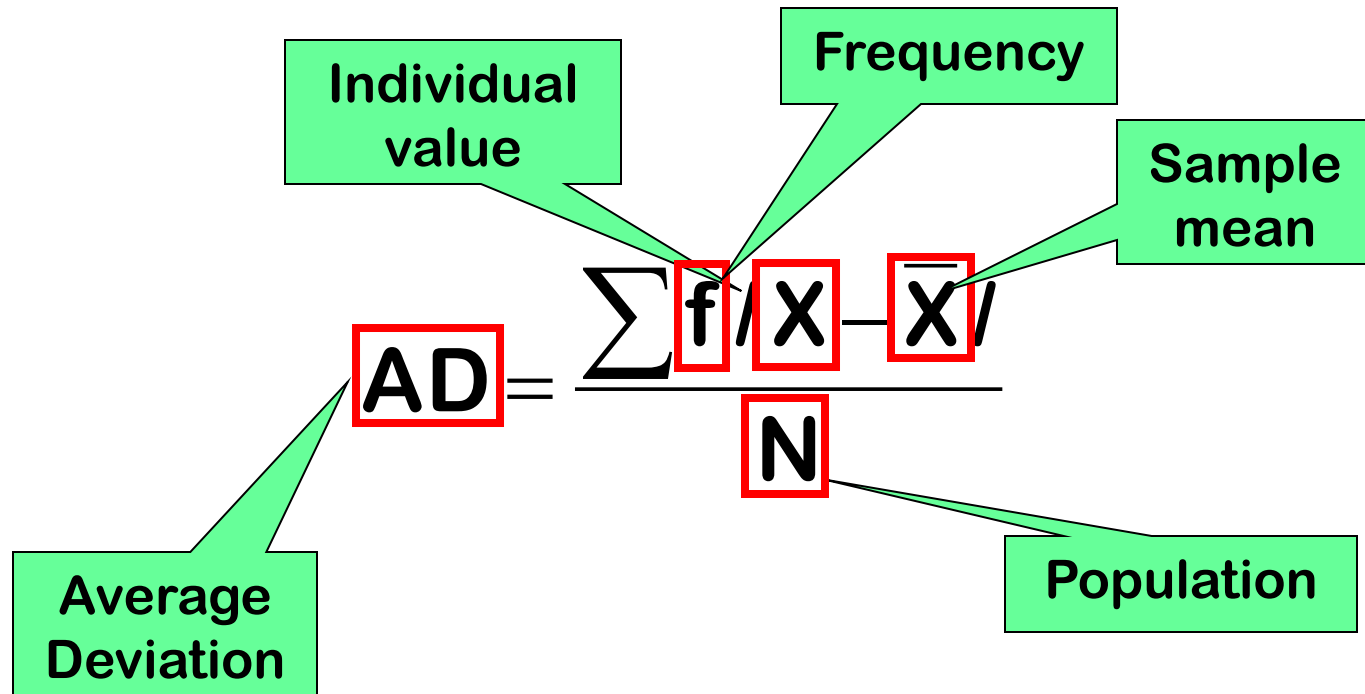 Frequency
Individual
value
Sample
mean
∑ f / X – X̄ /
AD =
N
Population
Average
Deviation